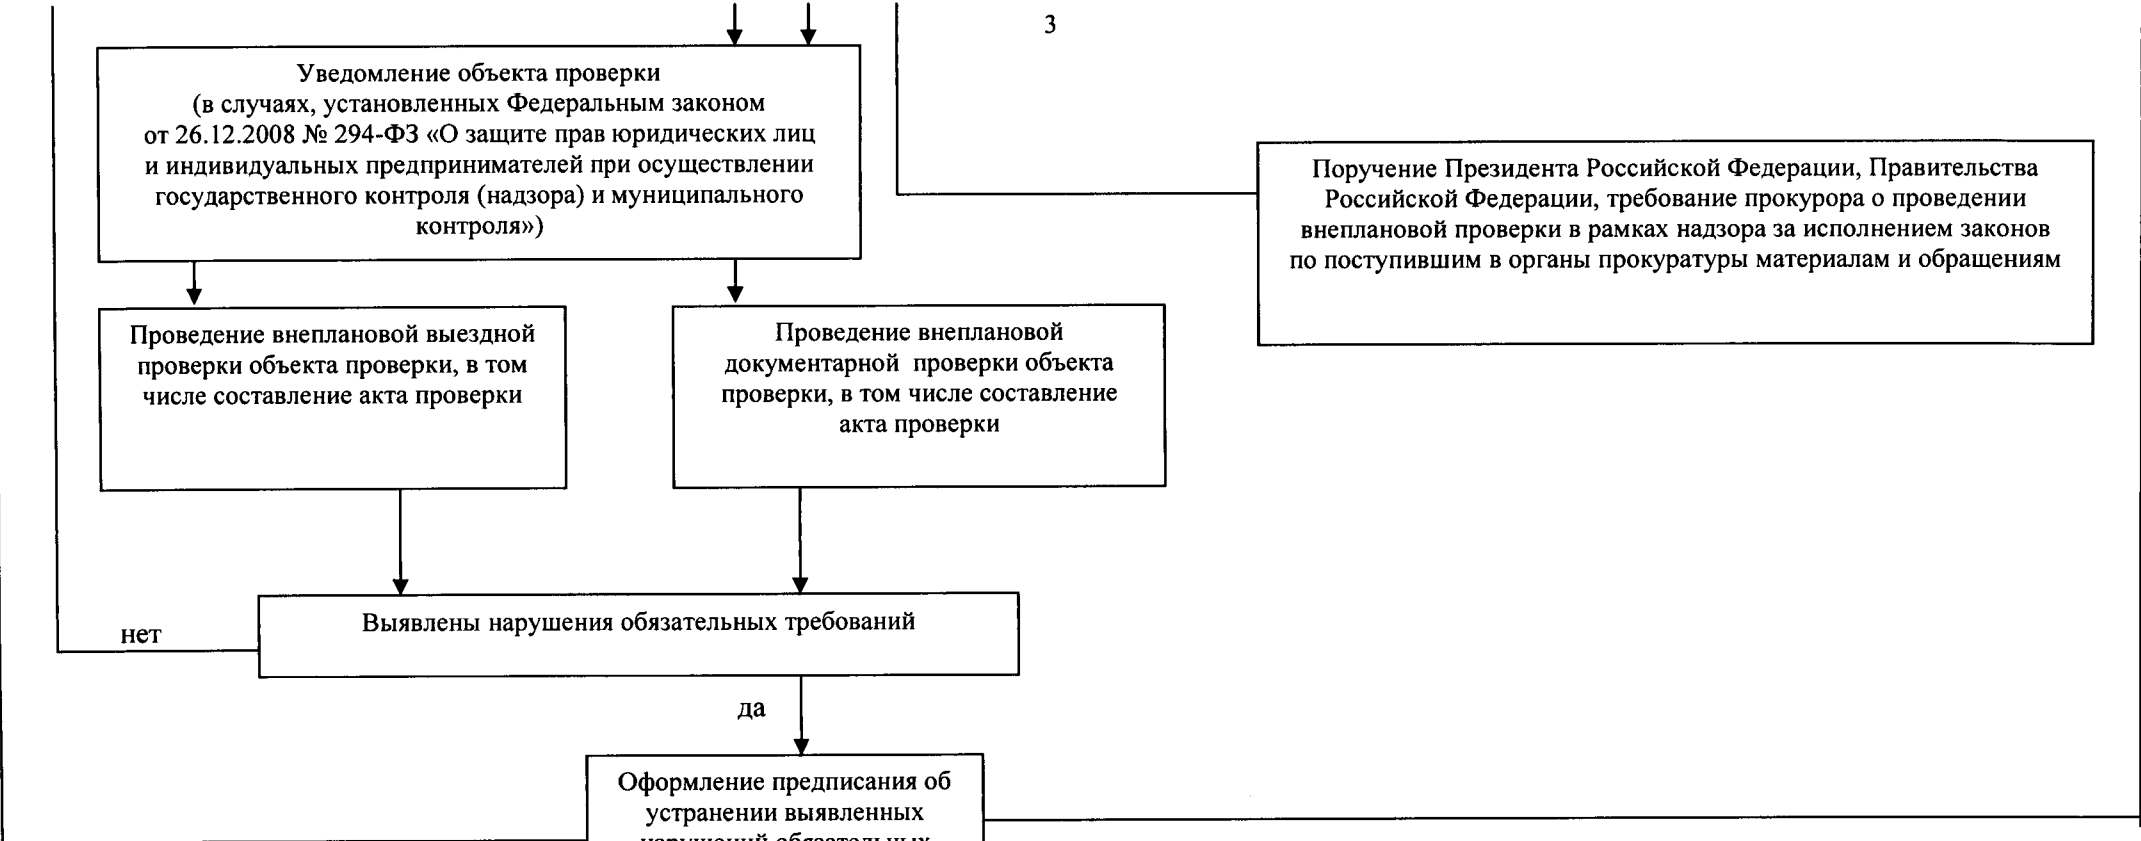 3
Уведомление объекта проверки
(в случаях, установленных Федеральным законом
от 26.12.2008 № 294-ФЗ «О защите прав юридических лиц
и индивидуальных предпринимателей при осуществлении
государственного контроля (надзора) и муниципального
контроля»)
Поручение Президента Российской Федерации, Правительства
Российской Федерации, требование прокурора о проведении
внеплановой проверки в рамках надзора за исполнением законов
по поступившим в органы прокуратуры материалам и обращениям
Проведение внеплановой выездной
проверки объекта проверки, в том
числе составление акта проверки
Проведение внеплановой
документарной проверки объекта
проверки, в том числе составление
акта проверки
Выявлены нарушения обязательных требований
нет
да
Оформление предписания об
устранении выявленных
нарушений обязательных